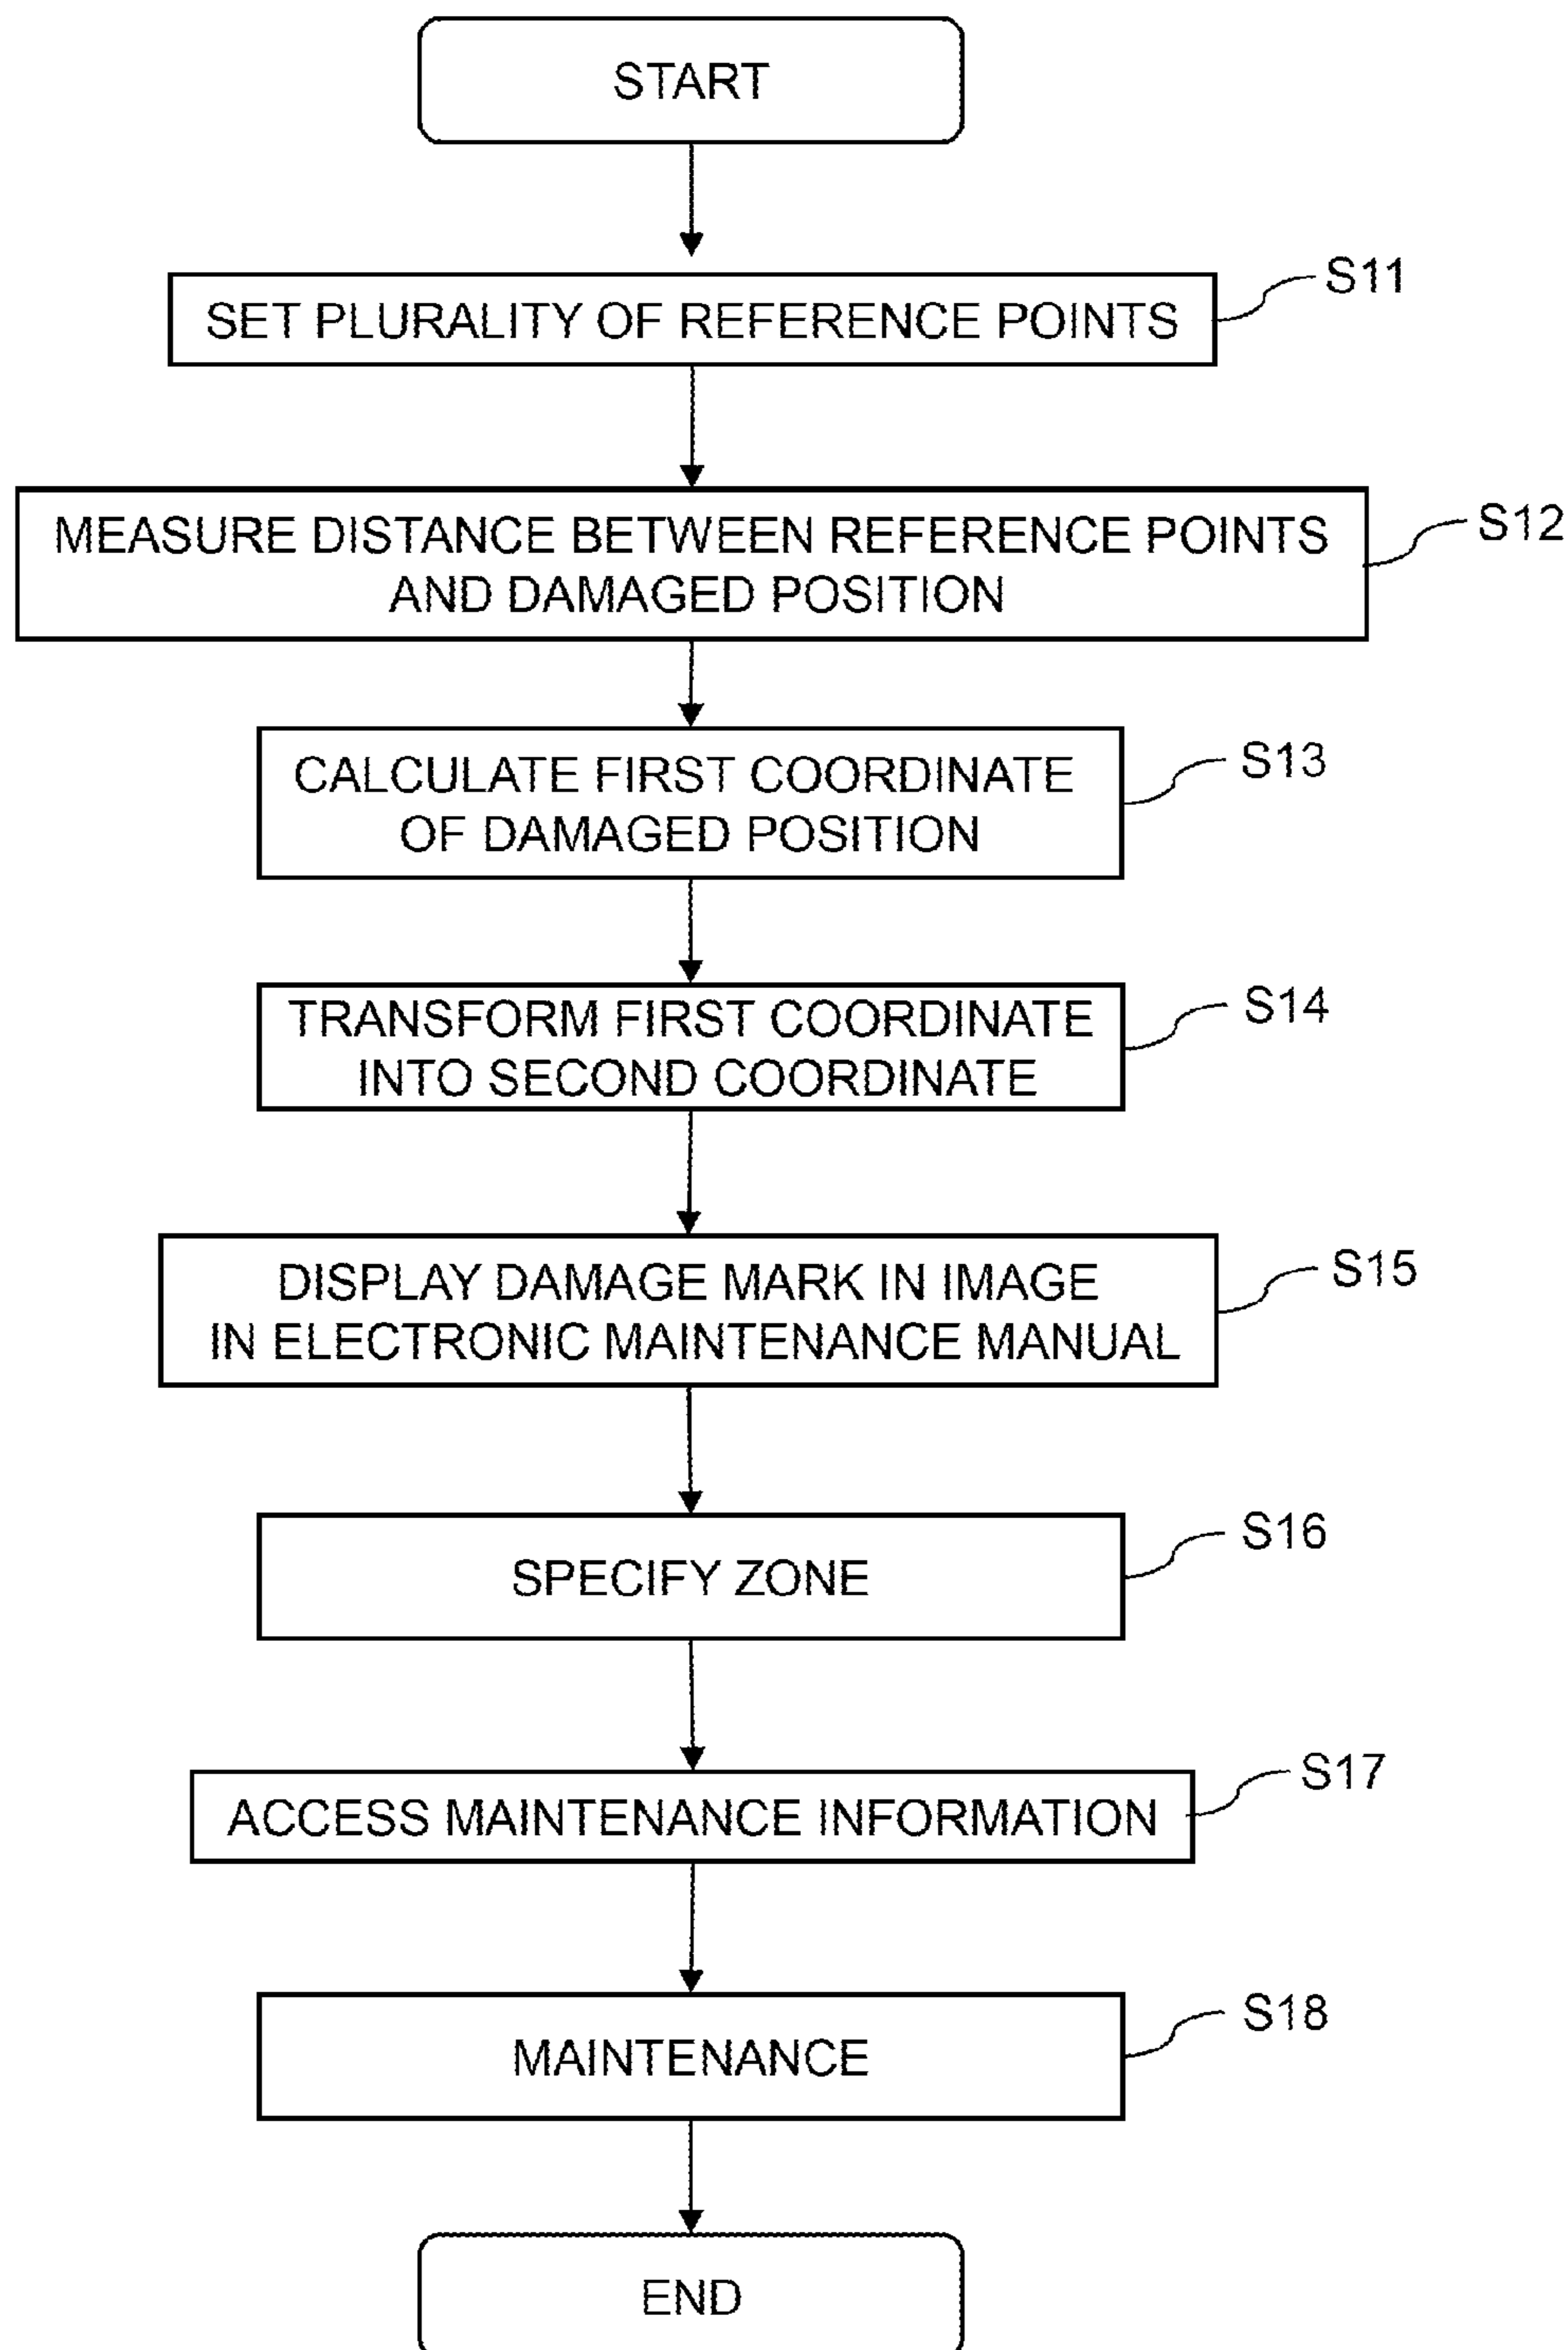 START
SET PLURALITY OF REFERENCE POINTS
S11
MEASURE DISTANCE BETWEEN REFERENCE POINTS
AND DAMAGED POSITION
S12
CALCULATE FIRST COORDINATE
OF DAMAGED POSITION
S13
TRANSFORM FIRST COORDINATE
INTO SECOND COORDINATE
S14
DISPLAY DAMAGE MARK IN IMAGE
IN ELECTRONIC MAINTENANCE MANUAL
S15
SPECIFY ZONE
S16
ACCESS MAINTENANCE INFORMATION
S17
MAINTENANCE
S18
END